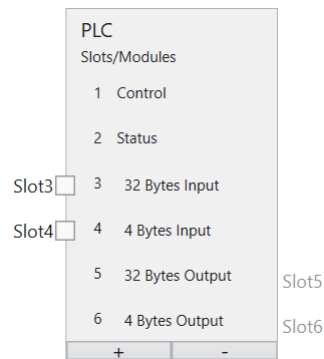 PLC
Slots/Modules
1 Control
2 Status
Slot3 3 32 Bytes Input
Slot4 4 4 Bytes Input
5 32 Bytes Output Slot5
6 4 Bytes Output Slot6
+ -